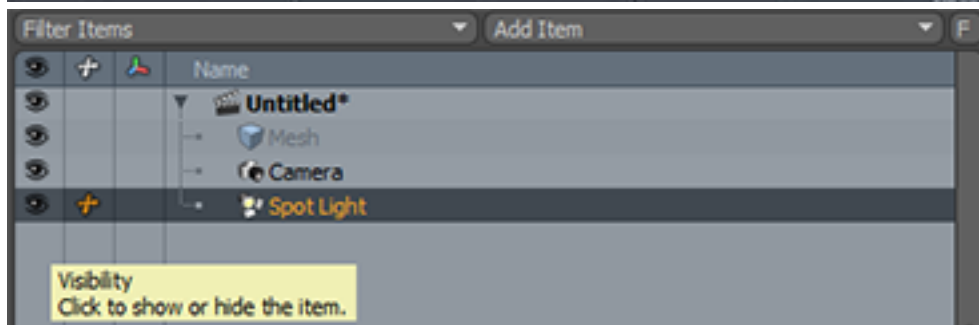 Filter Items
Add Item
F
Name
Untitled*
Mesh
Camera
Spot Light
Visibility
Click to show or hide the item.